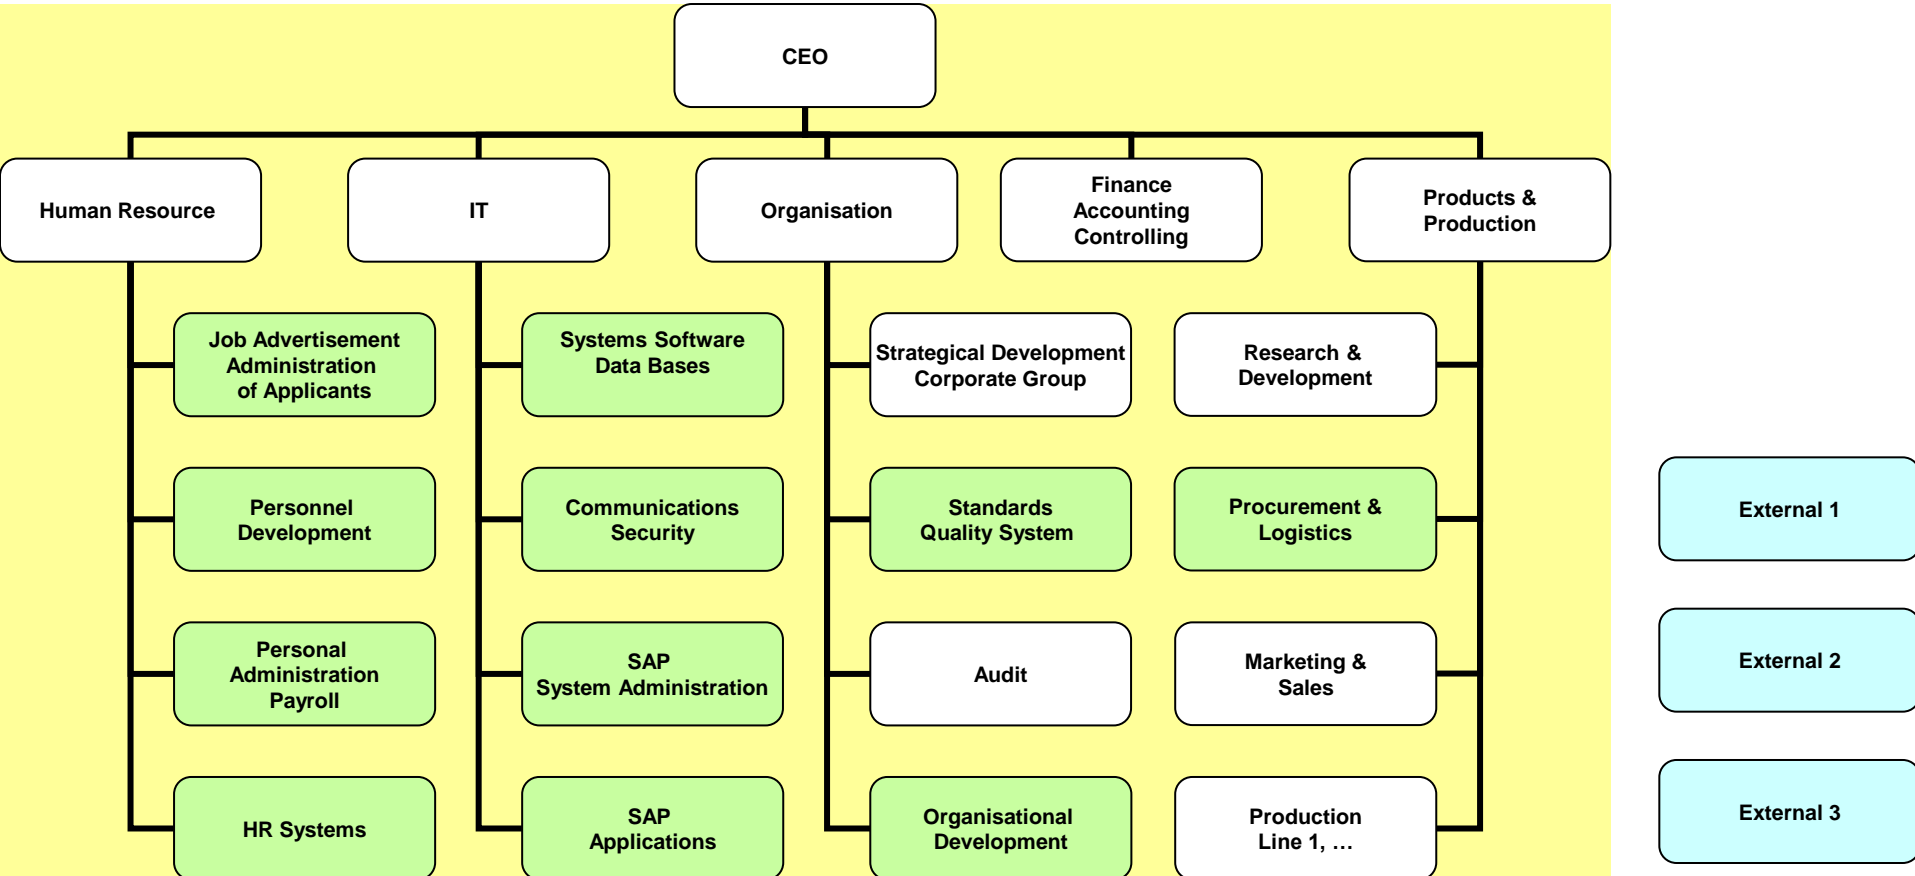 CEO
Human Resource
IT
Organisation
Finance
Accounting
Controlling
Products &
Production
Job Advertisement
Administration
of Applicants
Systems Software
Data Bases
Strategical Development
Corporate Group
Research &
Development
Personnel
Development
Communications
Security
Standards
Quality System
Procurement &
Logistics
External 1
Personal
Administration
Payroll
SAP
System Administration
Audit
Marketing &
Sales
External 2
HR Systems
SAP
Applications
Organisational
Development
Production
Line 1, …
External 3